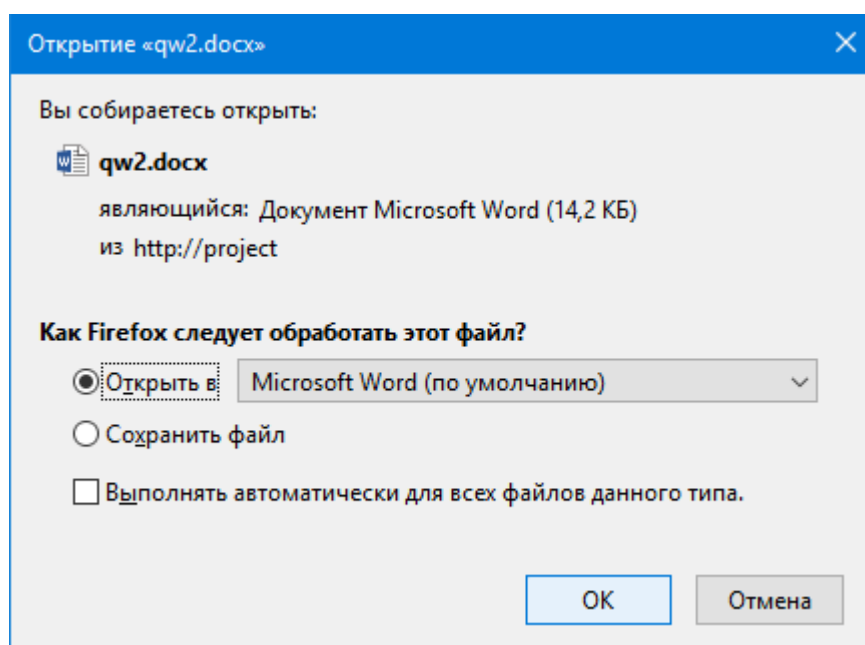 Открытие «qw2.docx»
Вы собираетесь открыть:
qw2.docx
являющийся: Документ Microsoft Word (14,2 КБ)
из http://project
Как Firefox следует обработать этот файл?
Открыть в Microsoft Word (по умолчанию)
Сохранить файл
Выполнять автоматически для всех файлов данного типа.
ОК Отмена